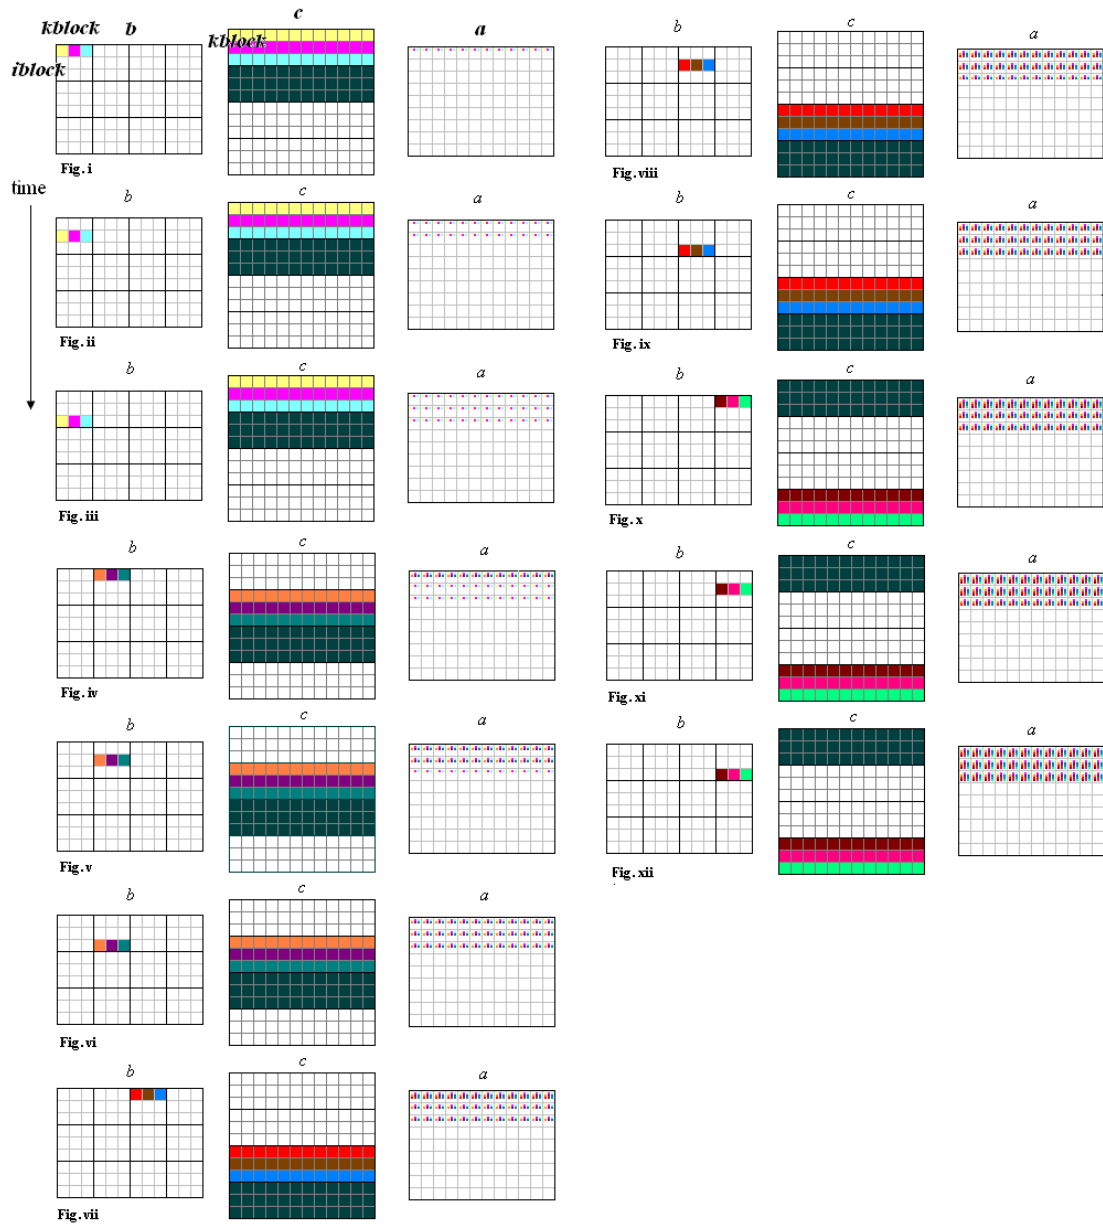 kblock b c a
kblock
iblock
Fig.i
time
b c a
Fig.ii
b c a
Fig.iii
b c a
Fig.iv
b c a
Fig.v
b c a
Fig.vi
b c a
Fig.vii
b c a
Fig.viii
b c a
Fig.ix
b c a
Fig.x
b c a
Fig.xi
b c a
Fig.xii